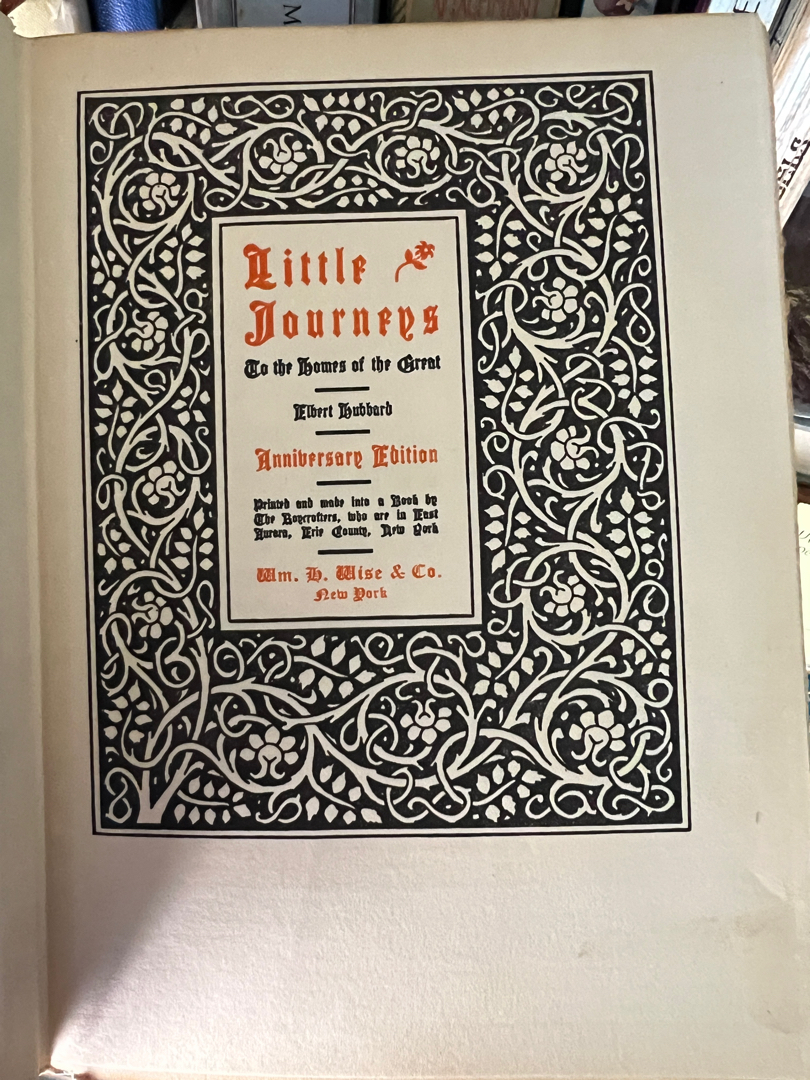 Little
Journeys
To the Homes of the Great
Elbert Hubbard
Anniversary Edition
Printed and made into a Book by
The Roycrofters, who are in East
Aurora, Erie County, New York
Wm. H. Wise & Co.
New York